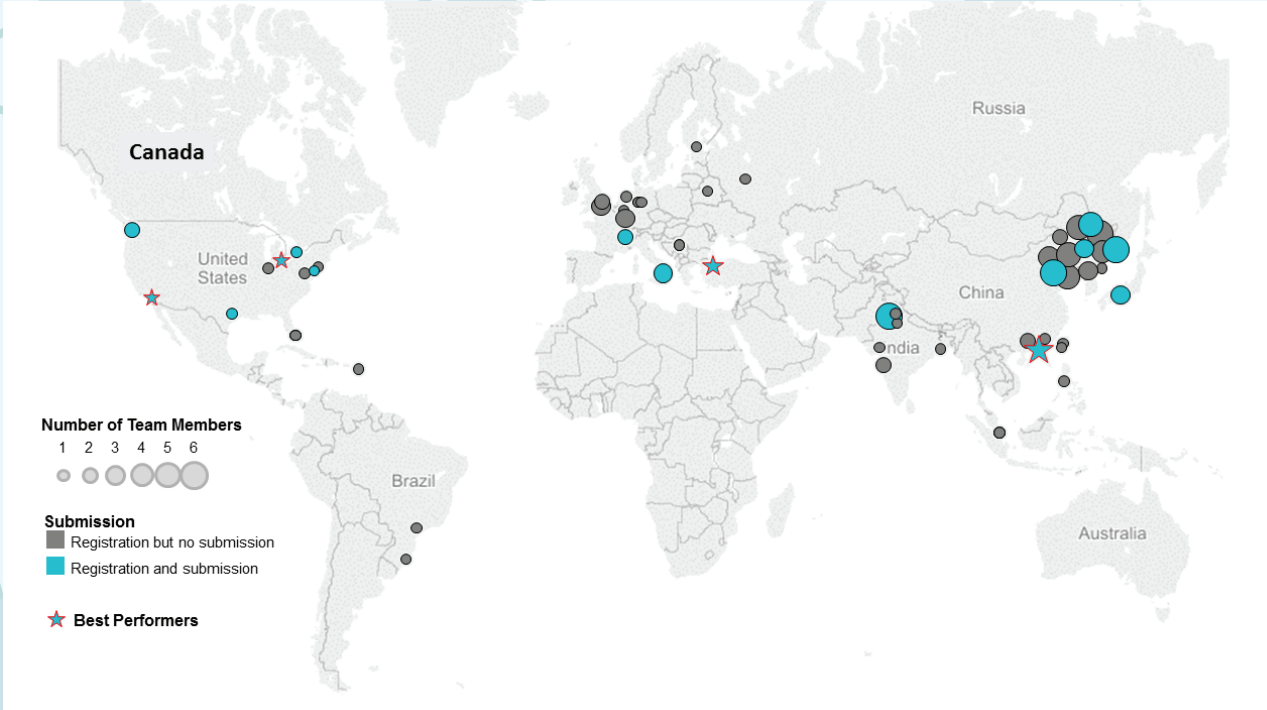 Russia
Canada
United
States
China
ndia
Number of Team Members
1 2 3 4 5 6
Brazil
Submission
Registration but no submission
Australia
Registration and submission
Best Performers